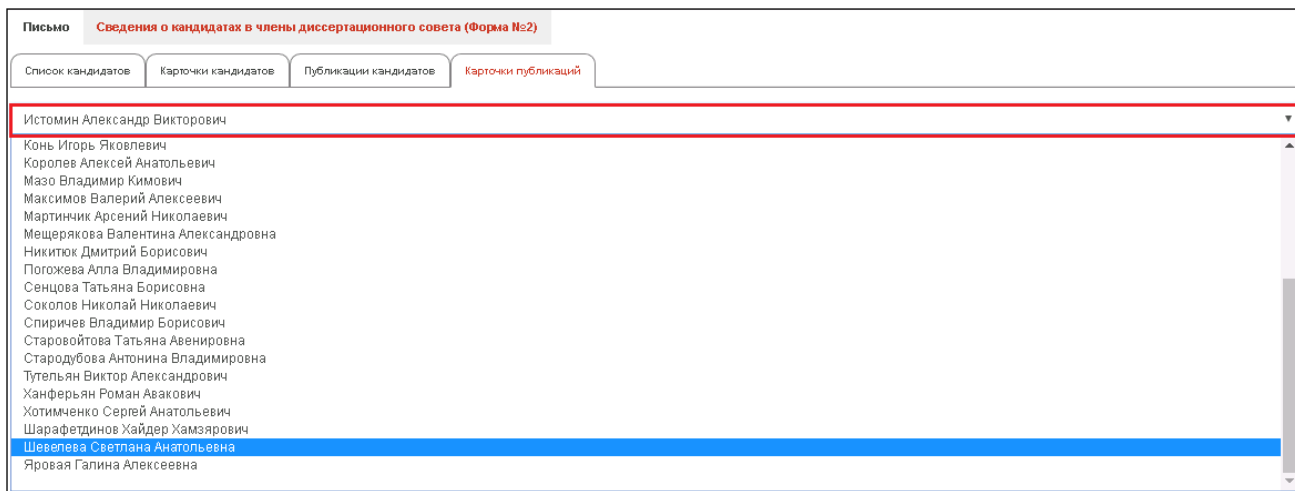 Письмо Сведения о кандидатах в члены диссертационного совета (Форма №2)
Список кандидатов Карточки кандидатов Публикации кандидатов Карточки публикаций
Истомин Александр Викторович
Конь Игорь Яковлевич
Королев Алексей Анатольевич
Мазо Владимир Кимович
Максимов Валерий Алексеевич
Мартинчик Арсений Николаевич
Мещерякова Валентина Александровна
Никитюк Дмитрий Борисович
Погожева Алла Владимировна
Сенцова Татьяна Борисовна
Соколов Николай Николаевич
Спиричев Владимир Борисович
Старовойтова Татьяна Авенировна
Стародубова Антонина Владимировна
Тутельян Виктор Александрович
Ханферьян Роман Авакович
Хотимченко Сергей Анатольевич
Шарафетдинов Хайдер Хамзярович
Шевелева Светлана Анатольевна
Яровая Галина Алексеевна